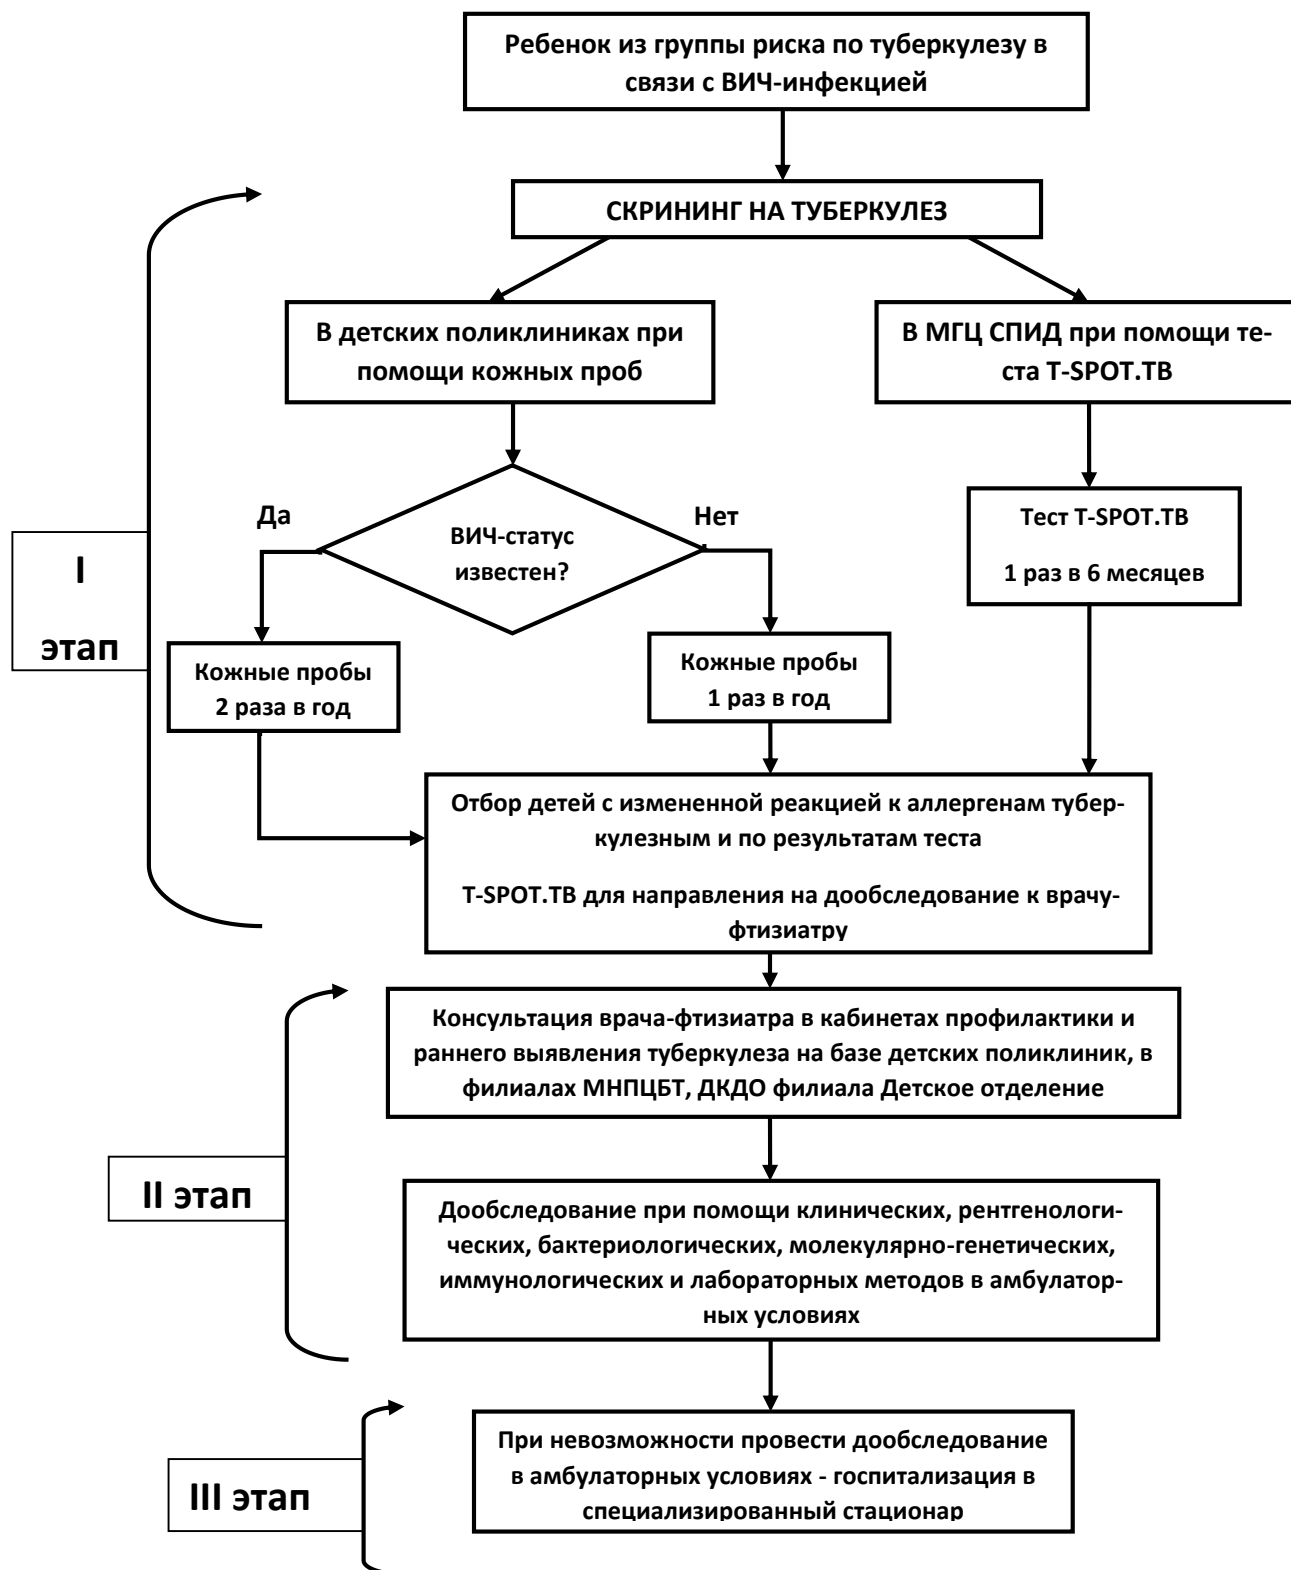 Ребенок из группы риска по туберкулезу в
связи с ВИЧ-инфекцией
СКРИНИНГ НА ТУБЕРКУЛЕЗ
В детских поликлиниках при
помощи кожных проб
В МГЦ СПИД при помощи те-
ста T-SPOT.TB
Да
ВИЧ-статус
известен?
Нет
Тест T-SPOT.TB
1 раз в 6 месяцев
I
этап
Кожные пробы
2 раза в год
Кожные пробы
1 раз в год
Отбор детей с измененной реакцией к аллергенам тубер-
кулезным и по результатам теста
T-SPOT.TB для направления на дообследование к врачу-
фтизиатру
Консультация врача-фтизиатра в кабинетах профилактики и
раннего выявления туберкулеза на базе детских поликлиник, в
филиалах МНПЦБТ, ДКДО филиала Детское отделение
II этап
Дообследование при помощи клинических, рентгенологи-
ческих, бактериологических, молекулярно-генетических,
иммунологических и лабораторных методов в амбулатор-
ных условиях
III этап
При невозможности провести дообследование
в амбулаторных условиях - госпитализация в
специализированный стационар